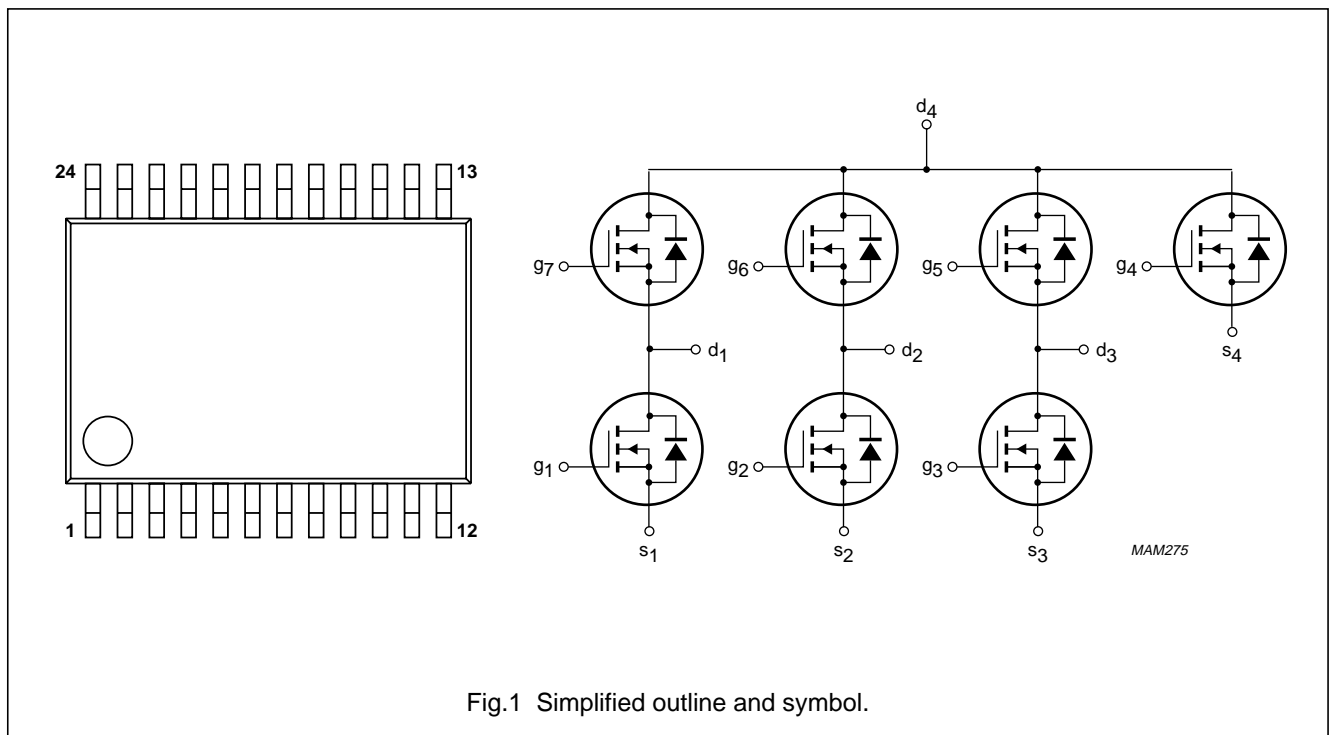 24
13
1
12
d4
g7
g6
g5
g4
d1
d2
d3
s4
g1
g2
g3
s1
s2
s3
MAM275
Fig.1 Simplified outline and symbol.